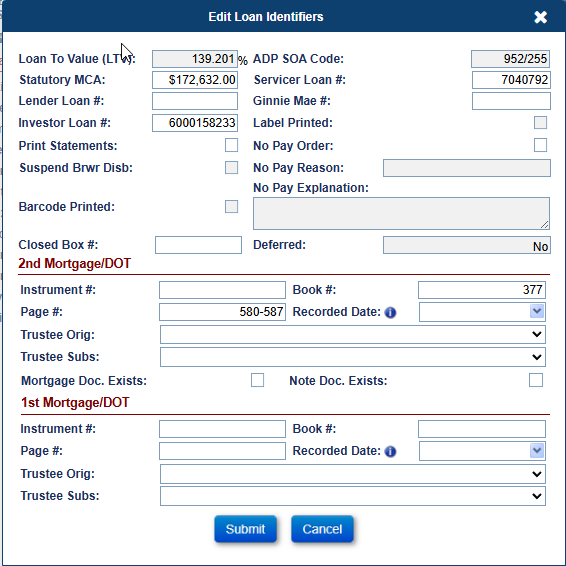 Edit Loan Identifiers
Loan To Value (LTV): 139.201 % ADP SOA Code: 952/255
Statutory MCA: $172,632.00 Servicer Loan #: 7040792
Lender Loan #: Ginnie Mae #:
Investor Loan #: 6000158233 Label Printed:
Print Statements: No Pay Order:
Suspend Brwr Disb: No Pay Reason:
No Pay Explanation:
Barcode Printed:
Closed Box #: Deferred: No
2nd Mortgage/DOT
Instrument #: Book #: 377
Page #: 580-587 Recorded Date:
Trustee Orig:
Trustee Subs:
Mortgage Doc. Exists: Note Doc. Exists:
1st Mortgage/DOT
Instrument #: Book #:
Page #: Recorded Date:
Trustee Orig:
Trustee Subs:
Submit Cancel